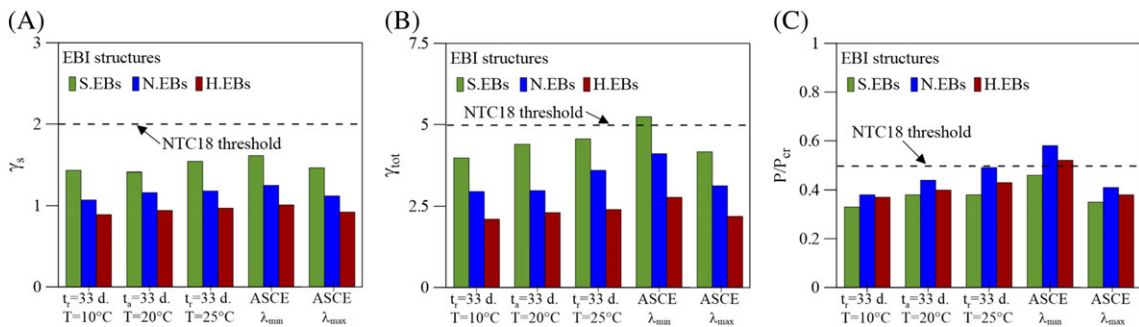 (A)
3
2
1
0
γs
EBI structures
S.EBs N.EBs H.EBs
NTC18 threshold
tr=33 d. ta=33 d. tr=33 d. ASCE ASCE
T=10°C T=20°C T=25°C λmin λmax
(B)
7.5
5
2.5
0
γtot
EBI structures
S.EBs N.EBs H.EBs
NTC18 threshold
tr=33 d. ta=33 d. tr=33 d. ASCE ASCE
T=10°C T=20°C T=25°C λmin λmax
(C)
1
0.8
0.6
0.4
0.2
0
P/Pcr
EBI structures
S.EBs N.EBs H.EBs
NTC18 threshold
tr=33 d. ta=33 d. tr=33 d. ASCE ASCE
T=10°C T=20°C T=25°C λmin λmax